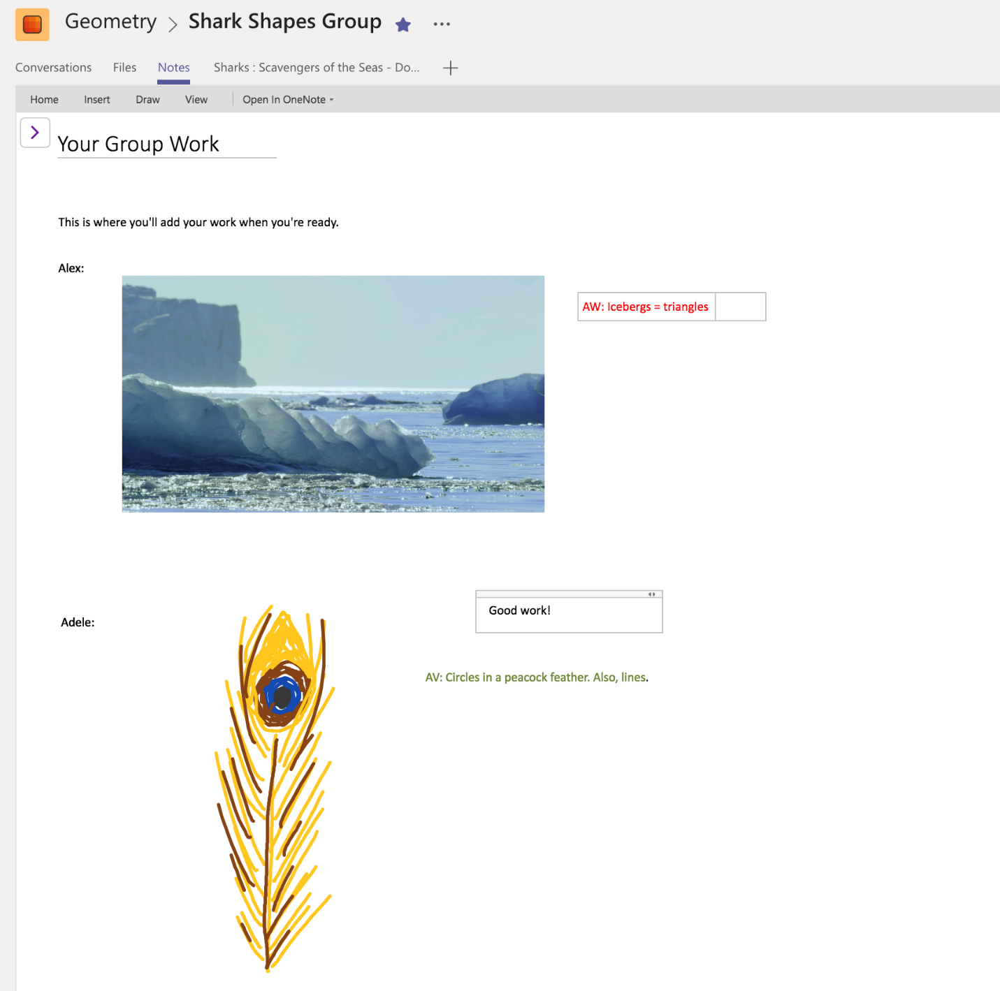 Geometry > Shark Shapes Group ...
Conversations Files Notes Sharks : Scavengers of the Seas - Do... +
Home Insert Draw View Open In OneNote
Your Group Work
This is where you'll add your work when you're ready.
Alex:
AW: Icebergs = triangles
Good work!
Adele:
AV: Circles in a peacock feather. Also, lines.